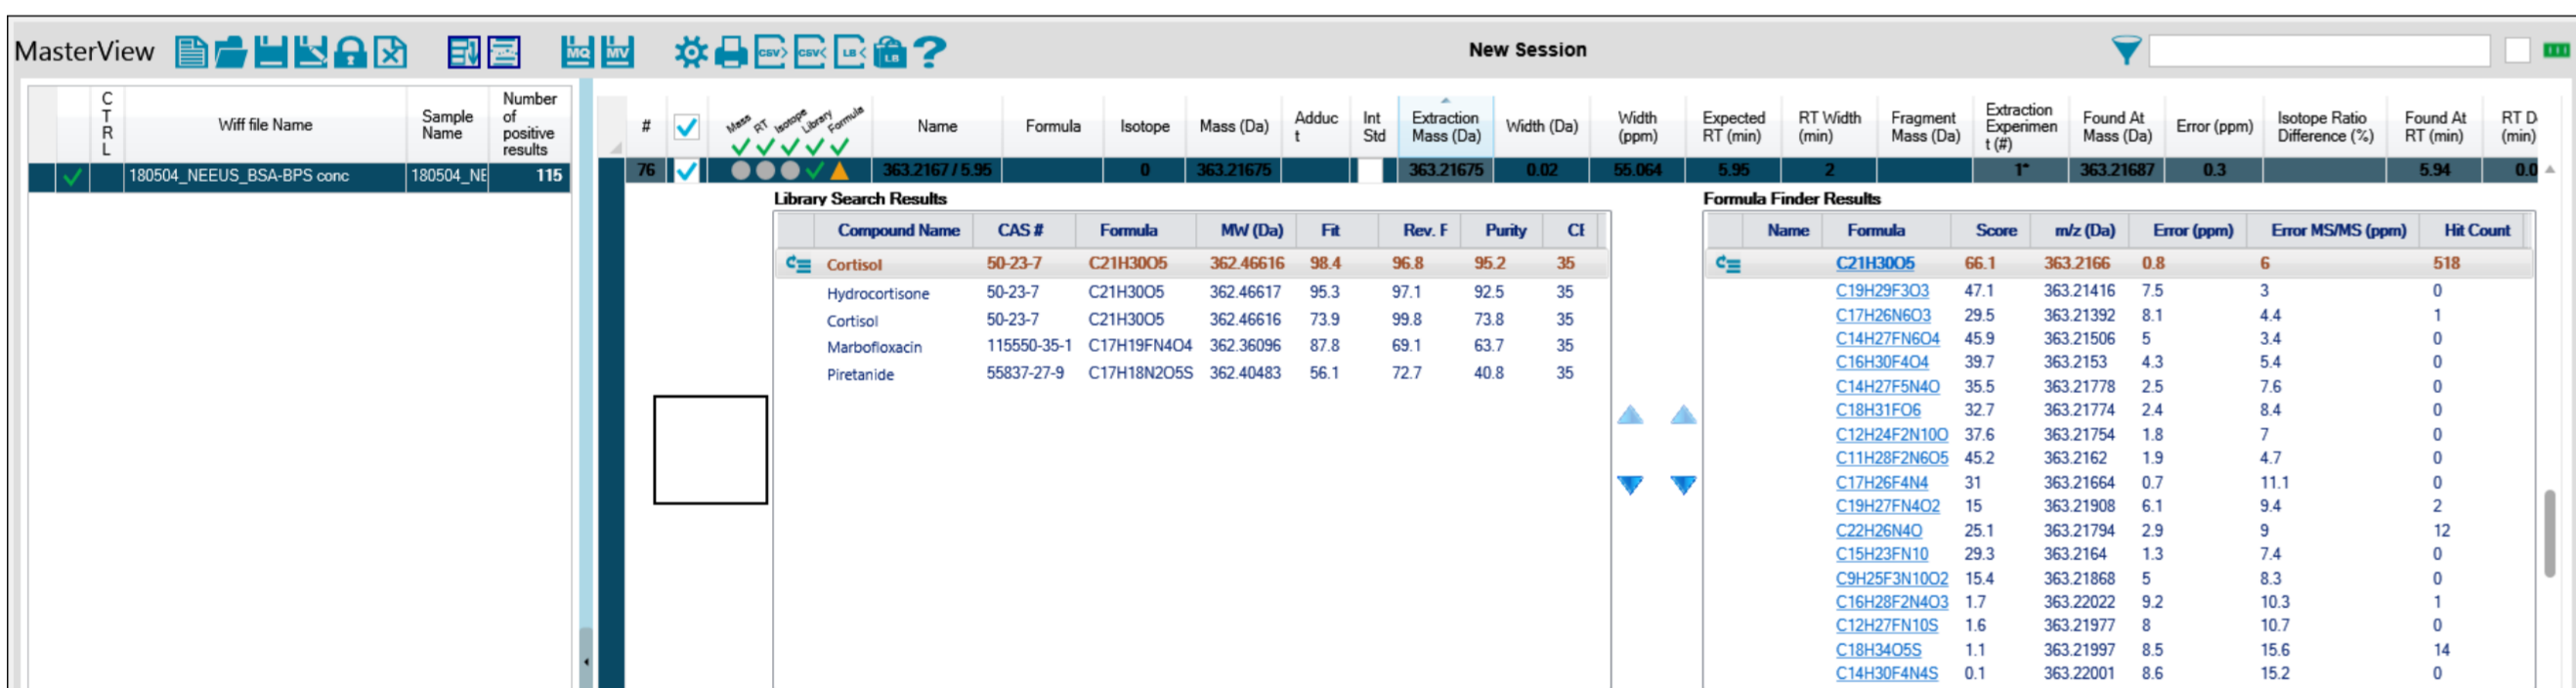 MasterView MQ MV CSV> CSV< LB< LB ? New Session
CTRL Wiff file Name Sample Name Number of positive results
180504_NEEUS_BSA-BPS conc 180504_NE 115
# Mass RT Isotope Library Formula Name Formula Isotope Mass (Da) Adduct Int Std Extraction Mass (Da) Width (Da) Width (ppm) Expected RT (min) RT Width (min) Fragment Mass (Da) Extraction Experiment (#) Found At Mass (Da) Error (ppm) Isotope Ratio Difference (%) Found At RT (min) RT D (min)
76 363.2167 / 5.95 0 363.21675 363.21675 0.02 55.064 5.95 2 1* 363.21687 0.3 5.94 0.0
Library Search Results
Compound Name CAS # Formula MW (Da) Fit Rev. F Purity CE
Cortisol 50-23-7 C21H30O5 362.46616 98.4 96.8 95.2 35
Hydrocortisone 50-23-7 C21H30O5 362.46617 95.3 97.1 92.5 35
Cortisol 50-23-7 C21H30O5 362.46616 73.9 99.8 73.8 35
Marbofloxacin 115550-35-1 C17H19FN4O4 362.36096 87.8 69.1 63.7 35
Piretanide 55837-27-9 C17H18N2O5S 362.40483 56.1 72.7 40.8 35
Formula Finder Results
Name Formula Score m/z (Da) Error (ppm) Error MS/MS (ppm) Hit Count
C21H30O5 66.1 363.2166 0.8 6 518
C19H29F3O3 47.1 363.21416 7.5 3 0
C17H26N6O3 29.5 363.21392 8.1 4.4 1
C14H27FN6O4 45.9 363.21506 5 3.4 0
C16H30F4O4 39.7 363.2153 4.3 5.4 0
C14H27F5N4O 35.5 363.21778 2.5 7.6 0
C18H31FO6 32.7 363.21774 2.4 8.4 0
C12H24F2N10O 37.6 363.21754 1.8 7 0
C11H28F2N6O5 45.2 363.2162 1.9 4.7 0
C17H26F4N4 31 363.21664 0.7 11.1 0
C19H27FN4O2 15 363.21908 6.1 9.4 2
C22H26N4O 25.1 363.21794 2.9 9 12
C15H23FN10 29.3 363.2164 1.3 7.4 0
C9H25F3N10O2 15.4 363.21868 5 8.3 0
C16H28F2N4O3 1.7 363.22022 9.2 10.3 1
C12H27FN10S 1.6 363.21977 8 10.7 0
C18H34O5S 1.1 363.21997 8.5 15.6 14
C14H30F4N4S 0.1 363.22001 8.6 15.2 0